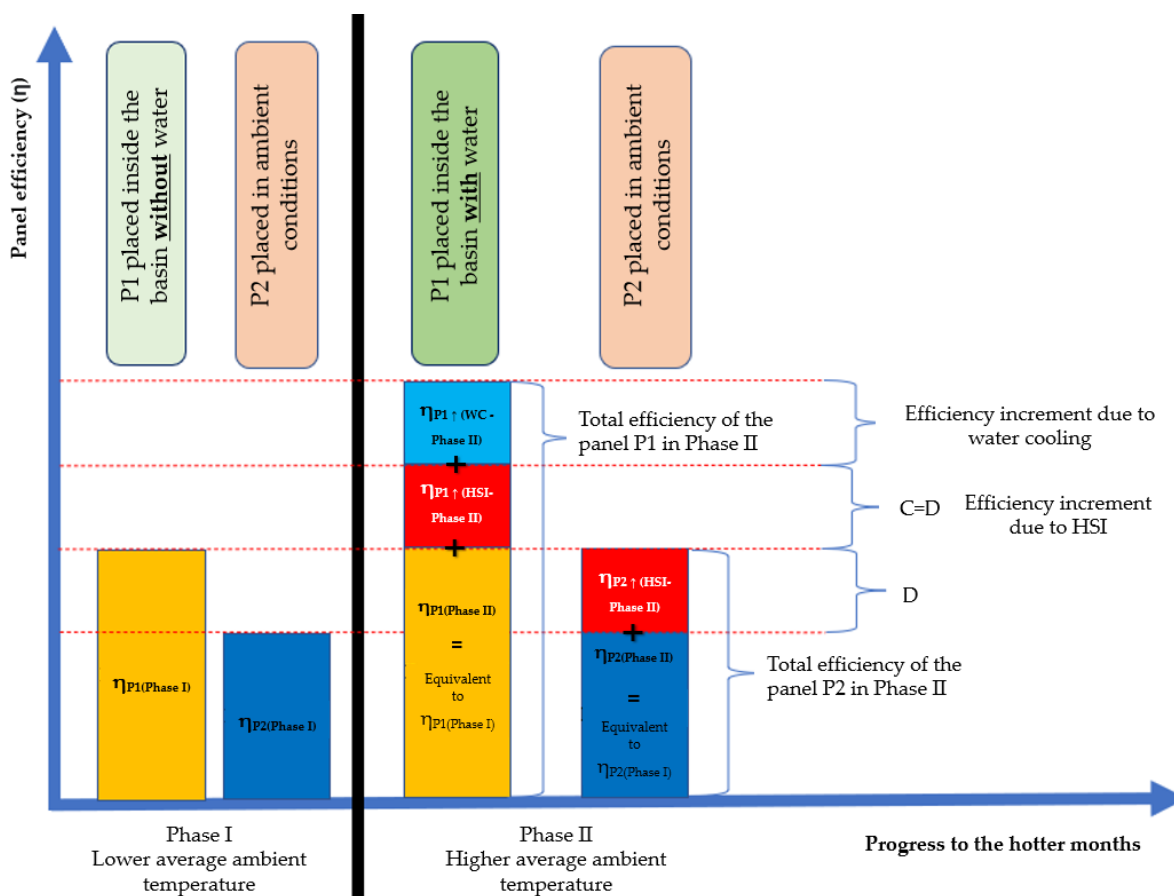 Panel efficiency (η)
P1 placed inside the
basin without water
P2 placed in ambient
conditions
P1 placed inside the
basin with water
P2 placed in ambient
conditions
ηP1 ↑ (WC -
Phase II)
+
ηP1 ↑ (HSI-
Phase II)
+
ηP1(Phase II)
=
Equivalent
to
ηP1(Phase I)
Total efficiency of the
panel P1 in Phase II
Efficiency increment due to
water cooling
C=D
Efficiency increment
due to HSI
D
ηP1(Phase I)
ηP2(Phase I)
ηP2 ↑ (HSI-
Phase II)
+
ηP2(Phase II)
=
Equivalent
to
ηP2(Phase I)
Total efficiency of the
panel P2 in Phase II
Phase I
Lower average ambient
temperature
Phase II
Higher average ambient
temperature
Progress to the hotter months